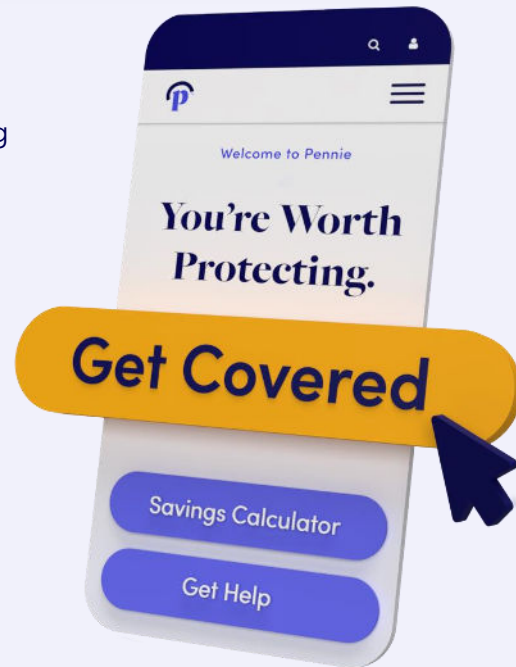 g
p
Welcome to Pennie
You're Worth
Protecting.
Get Covered
Savings Calculator
Get Help